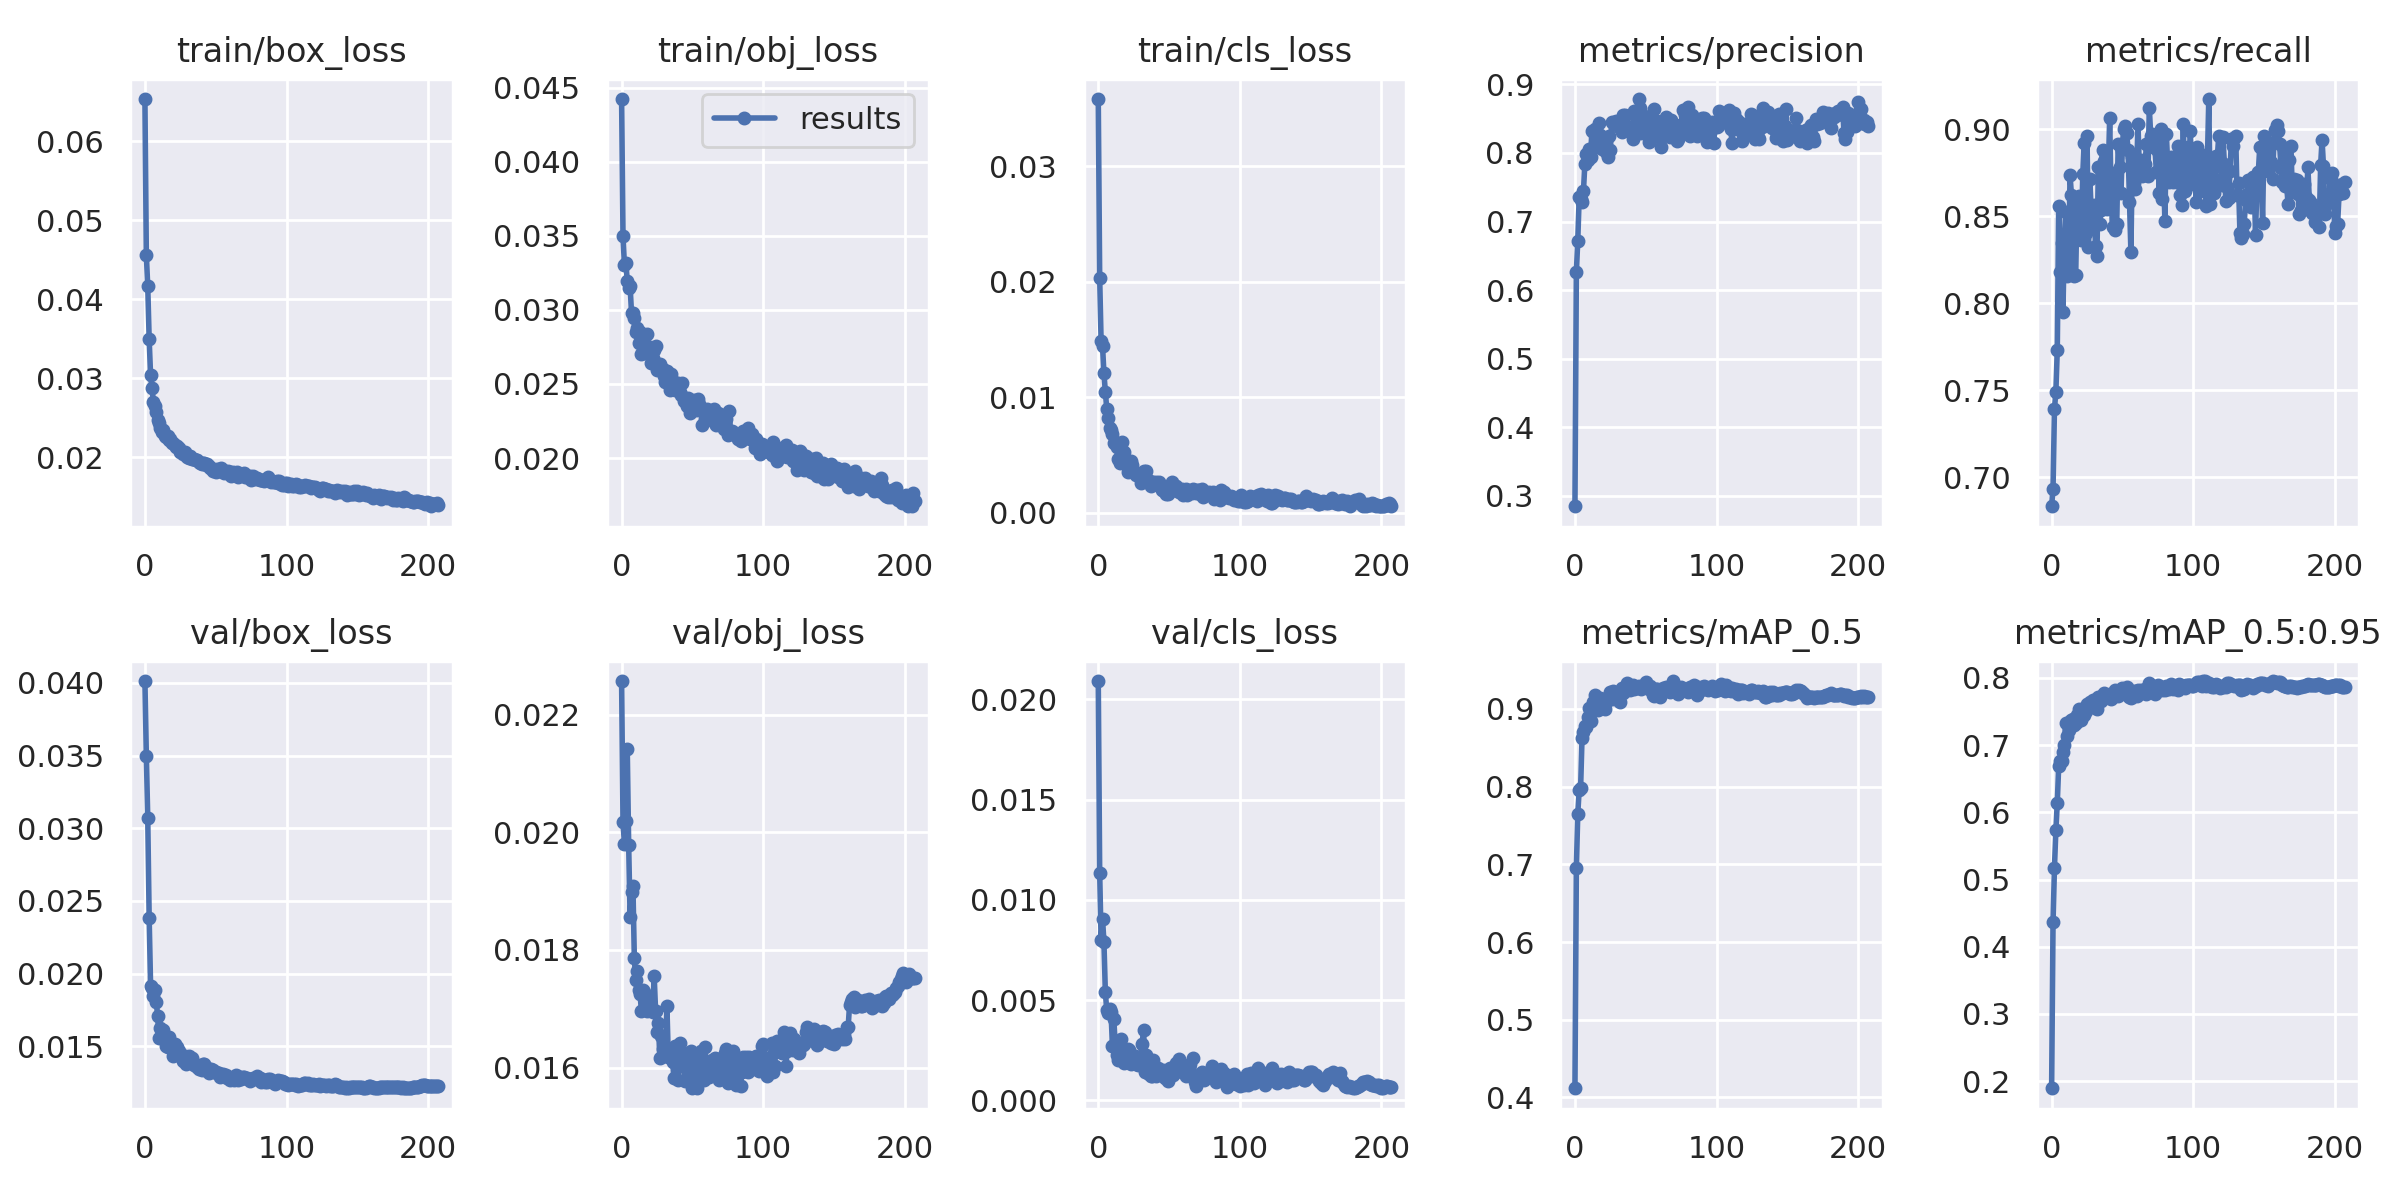 train/box_loss
0.06
0.05
0.04
0.03
0.02
0 100 200
train/obj_loss
results
0.045
0.040
0.035
0.030
0.025
0.020
0 100 200
train/cls_loss
0.03
0.02
0.01
0.00
0 100 200
metrics/precision
0.9
0.8
0.7
0.6
0.5
0.4
0.3
0 100 200
metrics/recall
0.90
0.85
0.80
0.75
0.70
0 100 200
val/box_loss
0.040
0.035
0.030
0.025
0.020
0.015
0 100 200
val/obj_loss
0.022
0.020
0.018
0.016
0 100 200
val/cls_loss
0.020
0.015
0.010
0.005
0.000
0 100 200
metrics/mAP_0.5
0.9
0.8
0.7
0.6
0.5
0.4
0 100 200
metrics/mAP_0.5:0.95
0.8
0.7
0.6
0.5
0.4
0.3
0.2
0 100 200